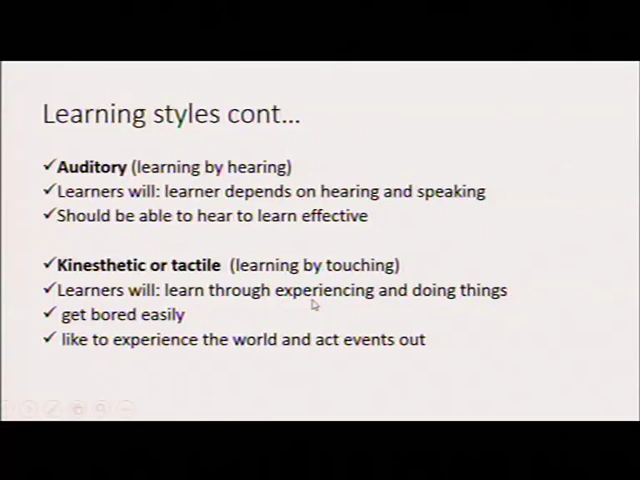 Learning styles cont...
✓Auditory (learning by hearing)
✓Learners will: learner depends on hearing and speaking
✓Should be able to hear to learn effective
✓Kinesthetic or tactile (learning by touching)
✓Learners will: learn through experiencing and doing things
✓ get bored easily
✓ like to experience the world and act events out